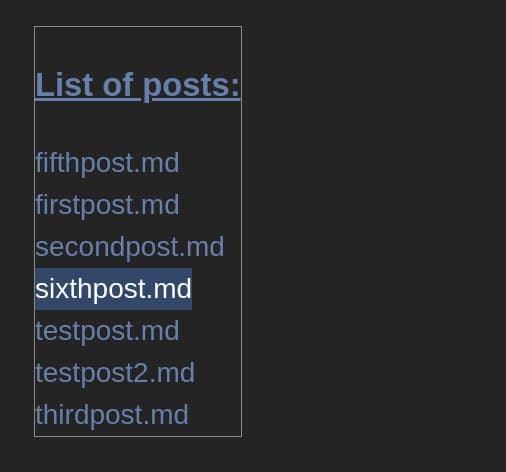 List of posts:
fifthpost.md
firstpost.md
secondpost.md
sixthpost.md
testpost.md
testpost2.md
thirdpost.md